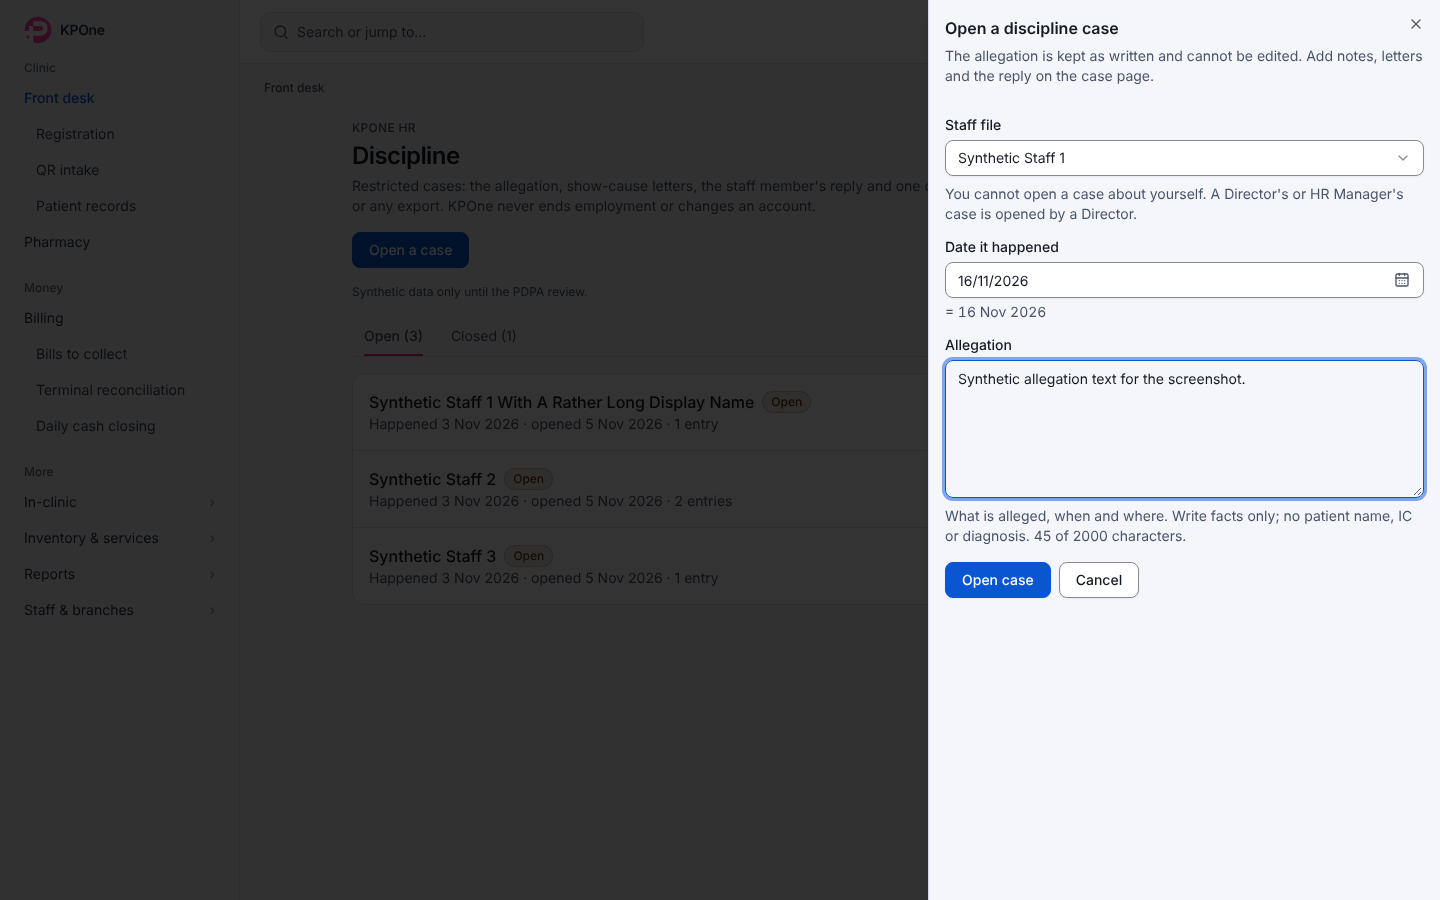 KPOne
Clinic
Front desk
Registration
QR intake
Patient records
Pharmacy
Money
Billing
Bills to collect
Terminal reconciliation
Daily cash closing
More
In-clinic
Inventory & services
Reports
Staff & branches
Search or jump to...
Front desk
KPONE HR
Discipline
Restricted cases: the allegation, show-cause letters, the staff member's reply and one
or any export. KPOne never ends employment or changes an account.
Open a case
Synthetic data only until the PDPA review.
Open (3)
Closed (1)
Synthetic Staff 1 With A Rather Long Display Name Open
Happened 3 Nov 2026 · opened 5 Nov 2026 · 1 entry
Synthetic Staff 2 Open
Happened 3 Nov 2026 · opened 5 Nov 2026 · 2 entries
Synthetic Staff 3 Open
Happened 3 Nov 2026 · opened 5 Nov 2026 · 1 entry
Open a discipline case
The allegation is kept as written and cannot be edited. Add notes, letters
and the reply on the case page.
Staff file
Synthetic Staff 1
You cannot open a case about yourself. A Director's or HR Manager's
case is opened by a Director.
Date it happened
16/11/2026
= 16 Nov 2026
Allegation
Synthetic allegation text for the screenshot.
What is alleged, when and where. Write facts only; no patient name, IC
or diagnosis. 45 of 2000 characters.
Open case
Cancel